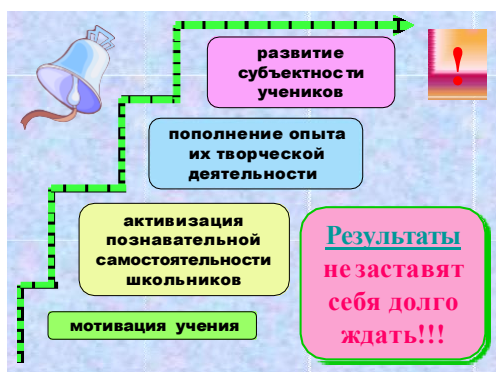 развитие
субъектности
учеников
!
пополнение опыта
их творческой
деятельности
активизация
познавательной
самостоятельности
школьников
мотивация учения
Результаты
не заставят
себя долго
ждать!!!